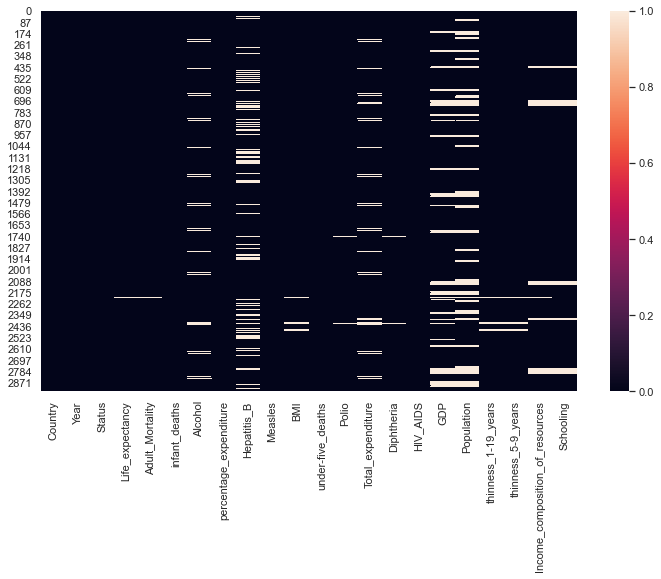 0
87
174
261
348
435
522
609
696
783
870
957
1044
1131
1218
1305
1392
1479
1566
1653
1740
1827
1914
2001
2088
2175
2262
2349
2436
2523
2610
2697
2784
2871
Country
Year
Status
Life_expectancy
Adult_Mortality
infant_deaths
Alcohol
percentage_expenditure
Hepatitis_B
Measles
BMI
under-five_deaths
Polio
Total_expenditure
Diphtheria
HIV_AIDS
GDP
Population
thinness_1-19_years
thinness_5-9_years
Income_composition_of_resources
Schooling
1.0
0.8
0.6
0.4
0.2
0.0